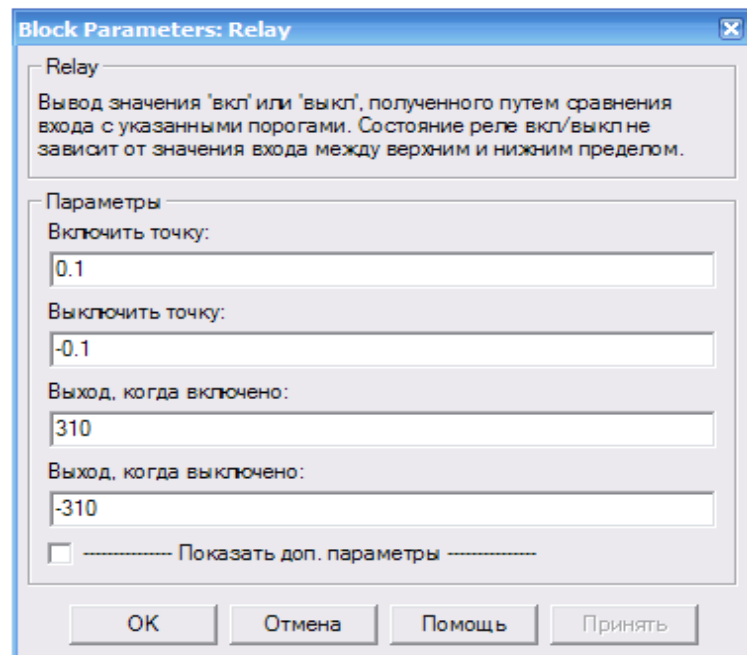 Block Parameters: Relay
Relay
Вывод значения 'вкл' или 'выкл', полученного путем сравнения
входа с указанными порогами. Состояние реле вкл/выкл не
зависит от значения входа между верхним и нижним пределом.
Параметры
Включить точку:
0.1
Выключить точку:
-0.1
Выход, когда включено:
310
Выход, когда выключено:
-310
--------------- Показать доп. параметры ---------------
OK Отмена Помощь Принять